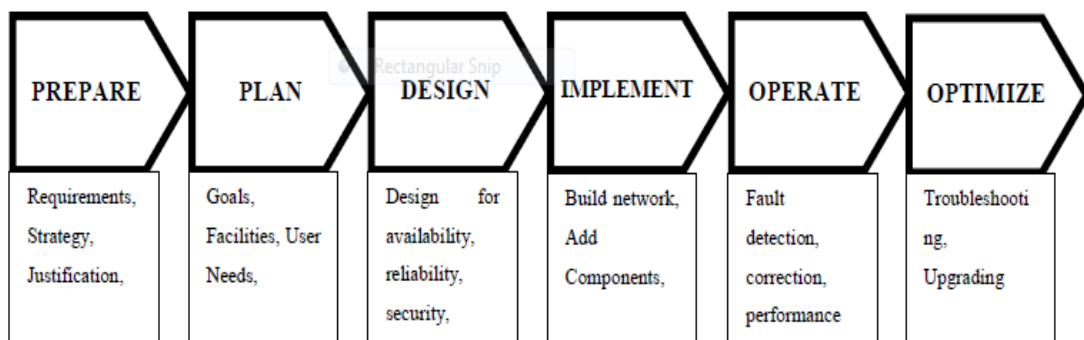 PREPARE
PLAN
DESIGN
IMPLEMENT
OPERATE
OPTIMIZE
Rectangular Snip
Requirements,
Strategy,
Justification,
Goals,
Facilities, User
Needs,
Design for
availability,
reliability,
security,
Build network,
Add
Components,
Fault
detection,
correction,
performance
Troubleshooti
ng,
Upgrading